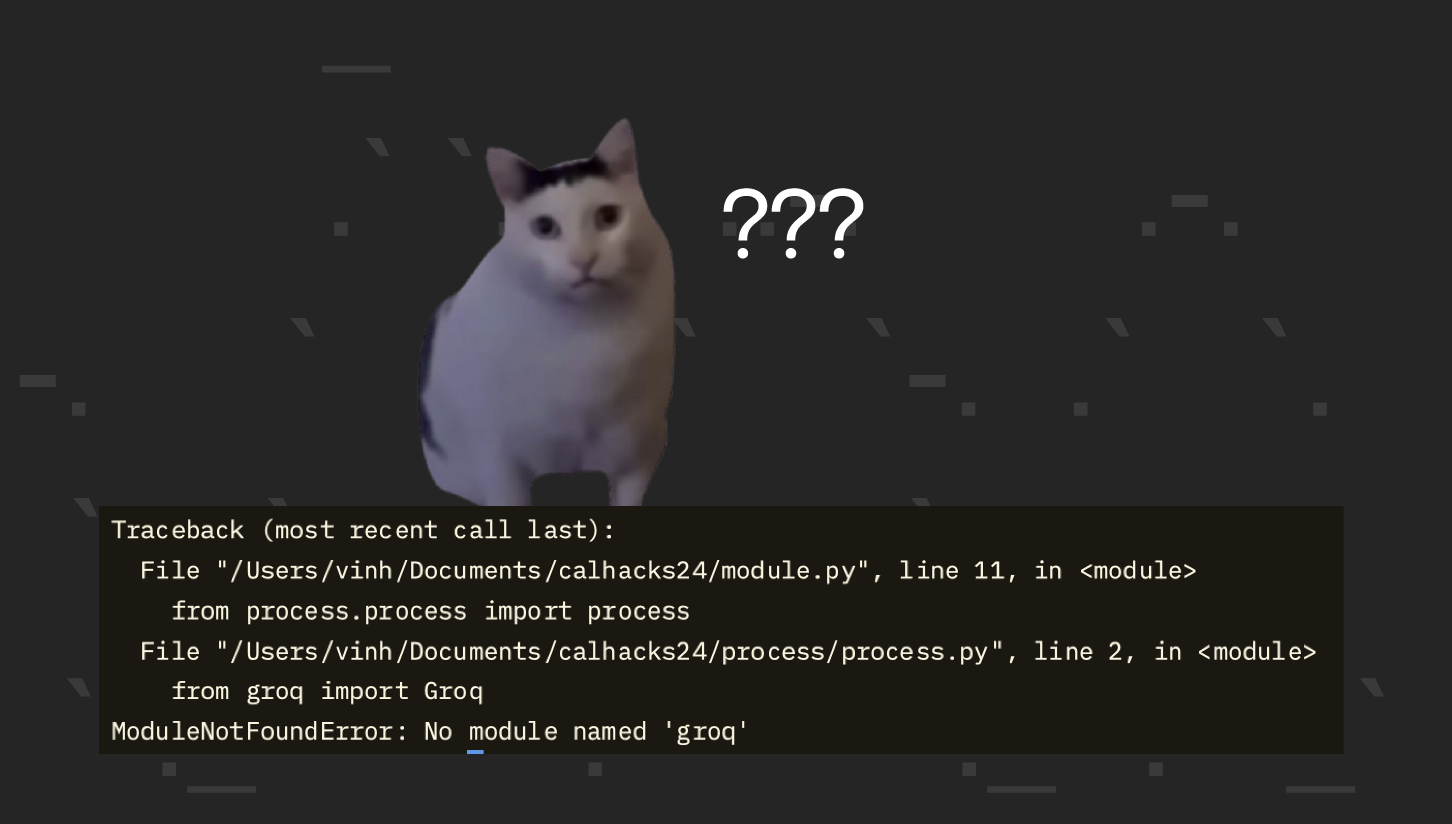 ???
Traceback (most recent call last):
  File "/Users/vinh/Documents/calhacks24/module.py", line 11, in <module>
    from process.process import process
  File "/Users/vinh/Documents/calhacks24/process/process.py", line 2, in <module>
    from groq import Groq
ModuleNotFoundError: No module named 'groq'